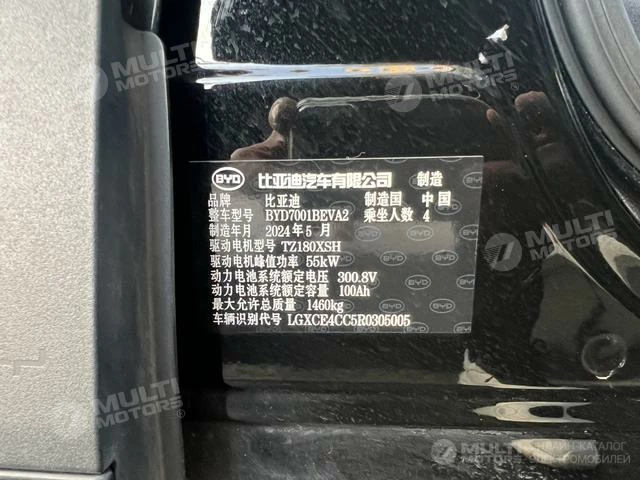 MULTI MOTORS
MULTI MOTORS
MULTI MOTORS
BYD 比亚迪汽车有限公司 制造
品牌 比亚迪 制造国 中国
整车型号 BYD7001BEVA2 乘坐人数 4
制造年月 2024年5月
驱动电机型号 TZ180XSH
驱动电机峰值功率 55kW
动力电池系统额定电压 300.8V
动力电池系统额定容量 100Ah
最大允许总质量 1460kg
车辆识别代号 LGXCE4CC5R0305005
MULTI MOTORS
MULTI MOTORS
MULTI
ОНЛАЙН-КАТАЛОГ
ЭЛЕКТРОМОБИЛЕЙ